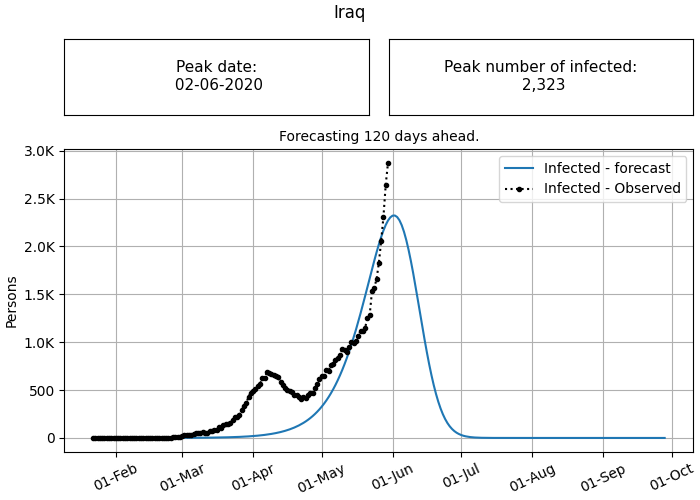 Iraq
Peak date:
02-06-2020
Peak number of infected:
2,323
Forecasting 120 days ahead.
3.0K
2.5K
2.0K
1.5K
1.0K
500
0
Persons
Infected - forecast
Infected - Observed
01-Feb
01-Mar
01-Apr
01-May
01-Jun
01-Jul
01-Aug
01-Sep
01-Oct